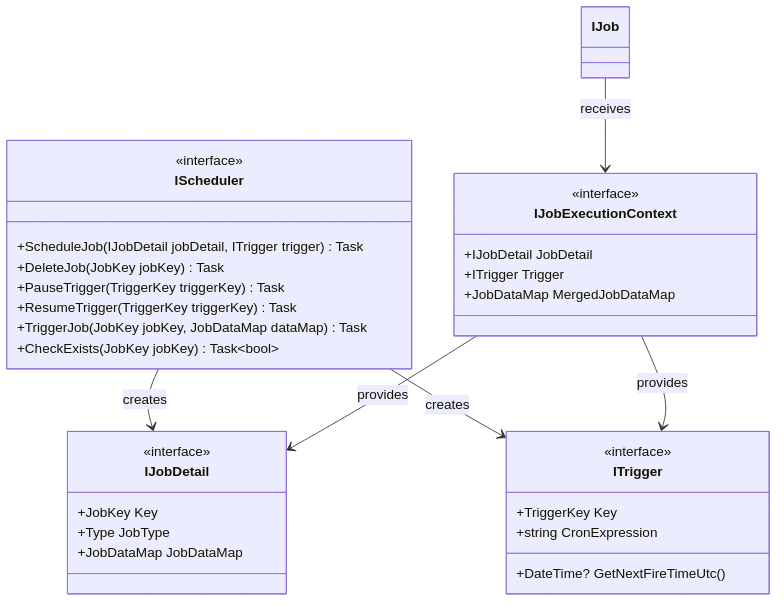 IJob
receives
«interface»
IScheduler
+ScheduleJob(IJobDetail jobDetail, ITrigger trigger) : Task
+DeleteJob(JobKey jobKey) : Task
+PauseTrigger(TriggerKey triggerKey) : Task
+ResumeTrigger(TriggerKey triggerKey) : Task
+TriggerJob(JobKey jobKey, JobDataMap dataMap) : Task
+CheckExists(JobKey jobKey) : Task<bool>
«interface»
IJobExecutionContext
+IJobDetail JobDetail
+ITrigger Trigger
+JobDataMap MergedJobDataMap
creates
provides
creates
provides
«interface»
IJobDetail
+JobKey Key
+Type JobType
+JobDataMap JobDataMap
«interface»
ITrigger
+TriggerKey Key
+string CronExpression
+DateTime? GetNextFireTimeUtc()